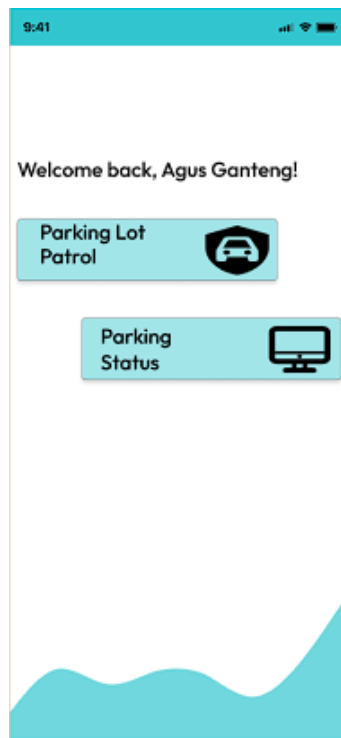 9:41
Welcome back, Agus Ganteng!
Parking Lot
Patrol
Parking
Status